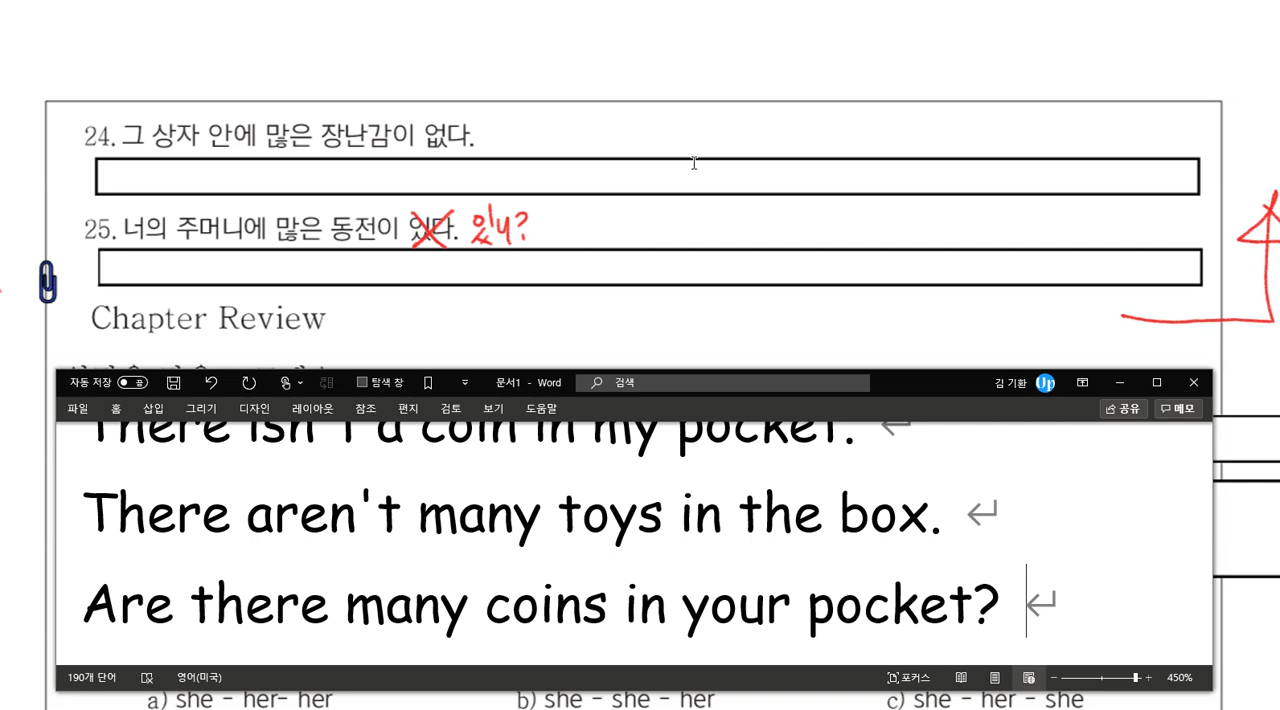 24. 그 상자 안에 많은 장난감이 없다.
25. 너의 주머니에 많은 동전이 있다. 있니?
Chapter Review
자동 저장 끔 탐색 창 문서1 - Word 검색 김 기환 Up
파일 홈 삽입 그리기 디자인 레이아웃 참조 편지 검토 보기 도움말 공유 메모
There isn't a coin in my pocket.
There aren't many toys in the box.
Are there many coins in your pocket?
190개 단어 영어(미국) 포커스 450%
a) she - her- her b) she - she - her c) she - her - she